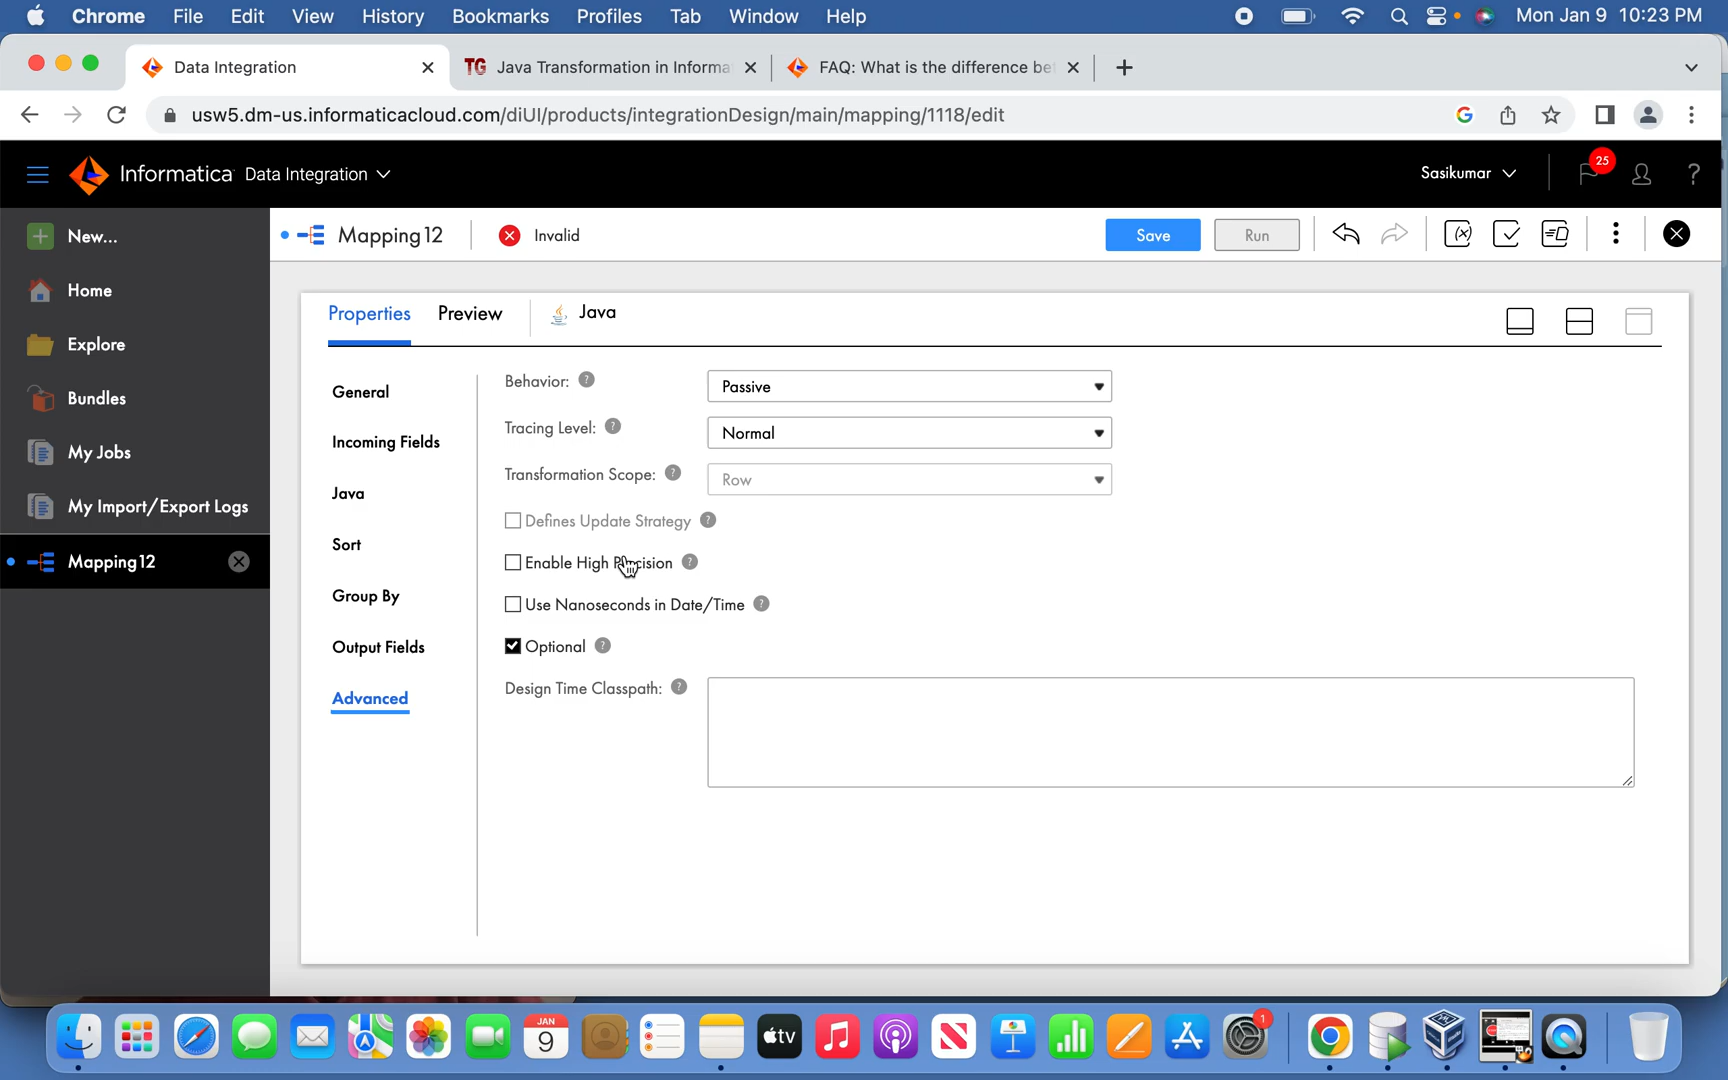 Chrome File Edit View History Bookmarks Profiles Tab Window Help Mon Jan 9 10:23 PM
Data Integration
TG Java Transformation in Informa
FAQ: What is the difference be
usw5.dm-us.informaticacloud.com/diUI/products/integrationDesign/main/mapping/1118/edit
Informatica Data Integration
Sasikumar
25
?
New...
Home
Explore
Bundles
My Jobs
My Import/Export Logs
Mapping12
Mapping12
Invalid
Save
Run
(x)
Properties
Preview
Java
General
Incoming Fields
Java
Sort
Group By
Output Fields
Advanced
Behavior: ?
Passive
Tracing Level: ?
Normal
Transformation Scope: ?
Row
Defines Update Strategy ?
Enable High Precision ?
Use Nanoseconds in Date/Time ?
Optional ?
Design Time Classpath: ?
JAN
9
tv
1